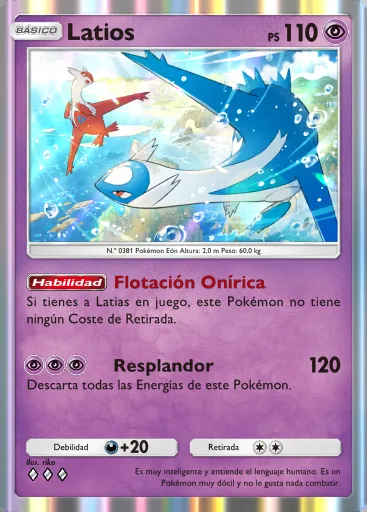 BÁSICO Latios PS 110
N.º 0381 Pokémon Eón Altura: 2,0 m Peso: 60,0 kg
Habilidad Flotación Onírica
Si tienes a Latias en juego, este Pokémon no tiene
ningún Coste de Retirada.
Resplandor 120
Descarta todas las Energías de este Pokémon.
Debilidad +20 Retirada
Ilus. rika
Es muy inteligente y entiende el lenguaje humano. Es un
Pokémon muy dócil y no le gusta nada combatir.